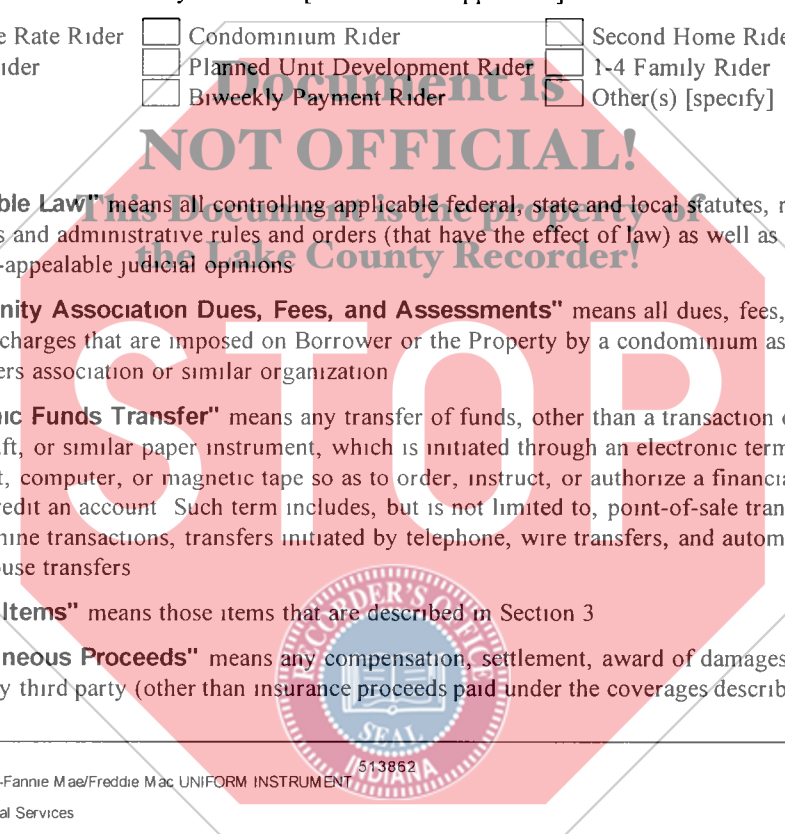 e Rate Rider Condominium Rider Second Home Ride
ider Planned Unit Development Rider 1-4 Family Rider
Biweekly Payment Rider Other(s) [specify]
Document is
NOT OFFICIAL!
ble Law" means all controlling applicable federal, state and local statutes, r
This Document is the property of
s and administrative rules and orders (that have the effect of law) as well as
the Lake County Recorder!
-appealable judicial opinions
nity Association Dues, Fees, and Assessments" means all dues, fees,
charges that are imposed on Borrower or the Property by a condominium as
ers association or similar organization
STOP
nic Funds Transfer" means any transfer of funds, other than a transaction
aft, or similar paper instrument, which is initiated through an electronic term
t, computer, or magnetic tape so as to order, instruct, or authorize a financia
redit an account Such term includes, but is not limited to, point-of-sale tran
hine transactions, transfers initiated by telephone, wire transfers, and autom
ouse transfers
Items" means those items that are described in Section 3
neous Proceeds" means any compensation, settlement, award of damages
y third party (other than insurance proceeds paid under the coverages describ
RECORDER'S OFFICE
SEAL
INDIANA
513862
-Fannie Mae/Freddie Mac UNIFORM INSTRUMENT
al Services